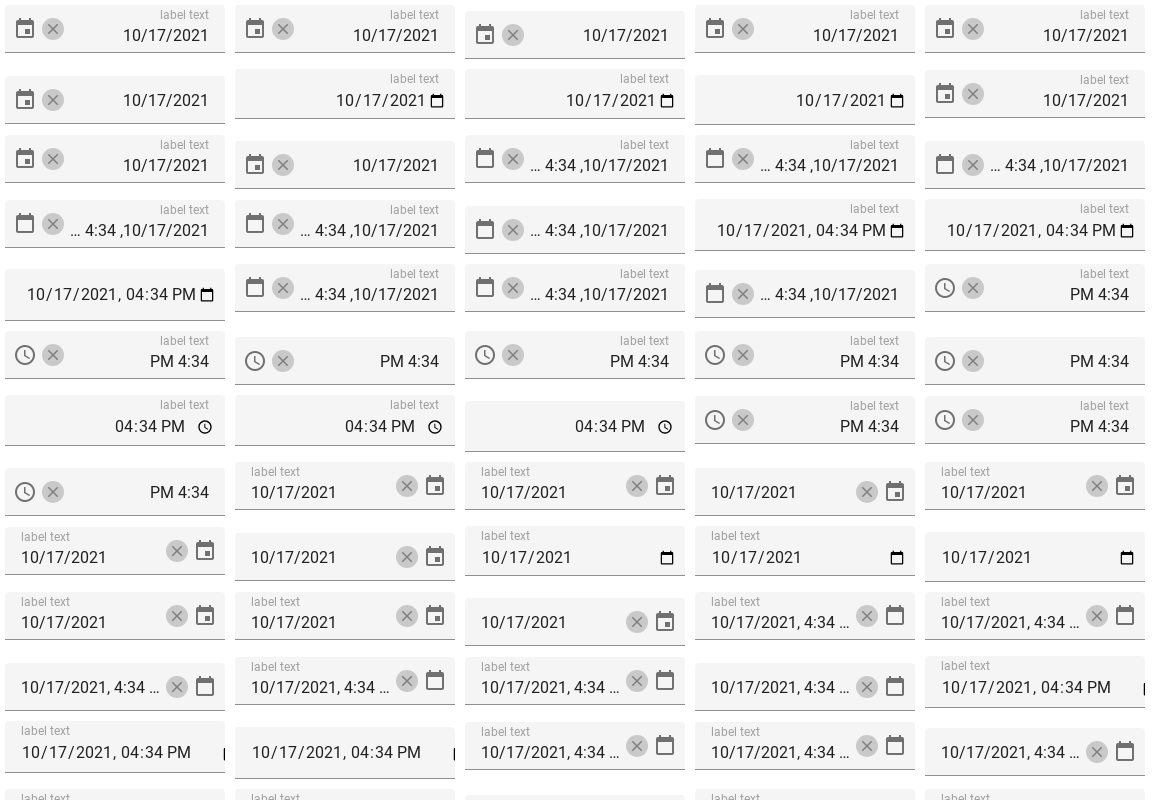 label text
10/17/2021
label text
10/17/2021
10/17/2021
label text
10/17/2021
label text
10/17/2021
10/17/2021
label text
10/17/2021
label text
10/17/2021
10/17/2021
label text
10/17/2021
label text
10/17/2021
10/17/2021
label text
... 4:34 ,10/17/2021
label text
... 4:34 ,10/17/2021
... 4:34 ,10/17/2021
label text
... 4:34 ,10/17/2021
label text
... 4:34 ,10/17/2021
... 4:34 ,10/17/2021
label text
10/17/2021, 04:34 PM
label text
10/17/2021, 04:34 PM
10/17/2021, 04:34 PM
label text
... 4:34 ,10/17/2021
label text
... 4:34 ,10/17/2021
... 4:34 ,10/17/2021
label text
PM 4:34
label text
PM 4:34
PM 4:34
label text
PM 4:34
label text
PM 4:34
PM 4:34
label text
04:34 PM
label text
04:34 PM
04:34 PM
label text
PM 4:34
label text
PM 4:34
PM 4:34
label text
10/17/2021
label text
10/17/2021
10/17/2021
label text
10/17/2021
label text
10/17/2021
10/17/2021
label text
10/17/2021
label text
10/17/2021
10/17/2021
label text
10/17/2021
label text
10/17/2021
10/17/2021
label text
10/17/2021, 4:34 ...
label text
10/17/2021, 4:34 ...
10/17/2021, 4:34 ...
label text
10/17/2021, 4:34 ...
label text
10/17/2021, 4:34 ...
10/17/2021, 4:34 ...
label text
10/17/2021, 04:34 PM
label text
10/17/2021, 04:34 PM
10/17/2021, 04:34 PM
label text
10/17/2021, 4:34 ...
label text
10/17/2021, 4:34 ...
10/17/2021, 4:34 ...
label text
label text
label text
label text